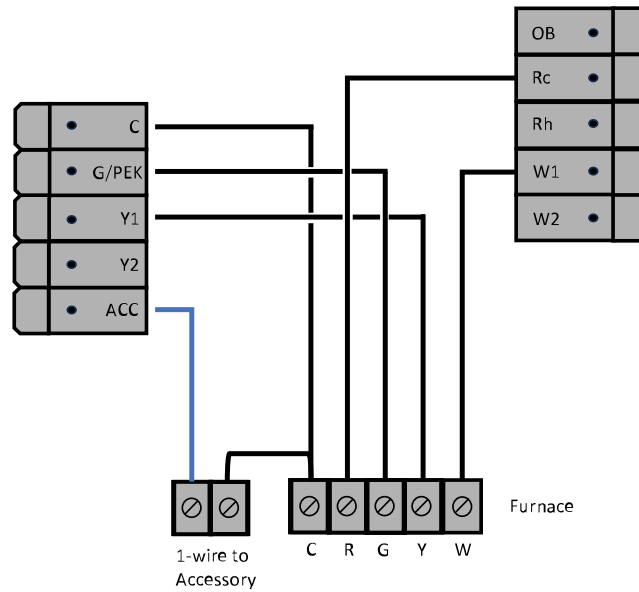 OB
Rc
Rh
W1
W2
C
G/PEK
Y1
Y2
ACC
Furnace
C R G Y W
1-wire to
Accessory